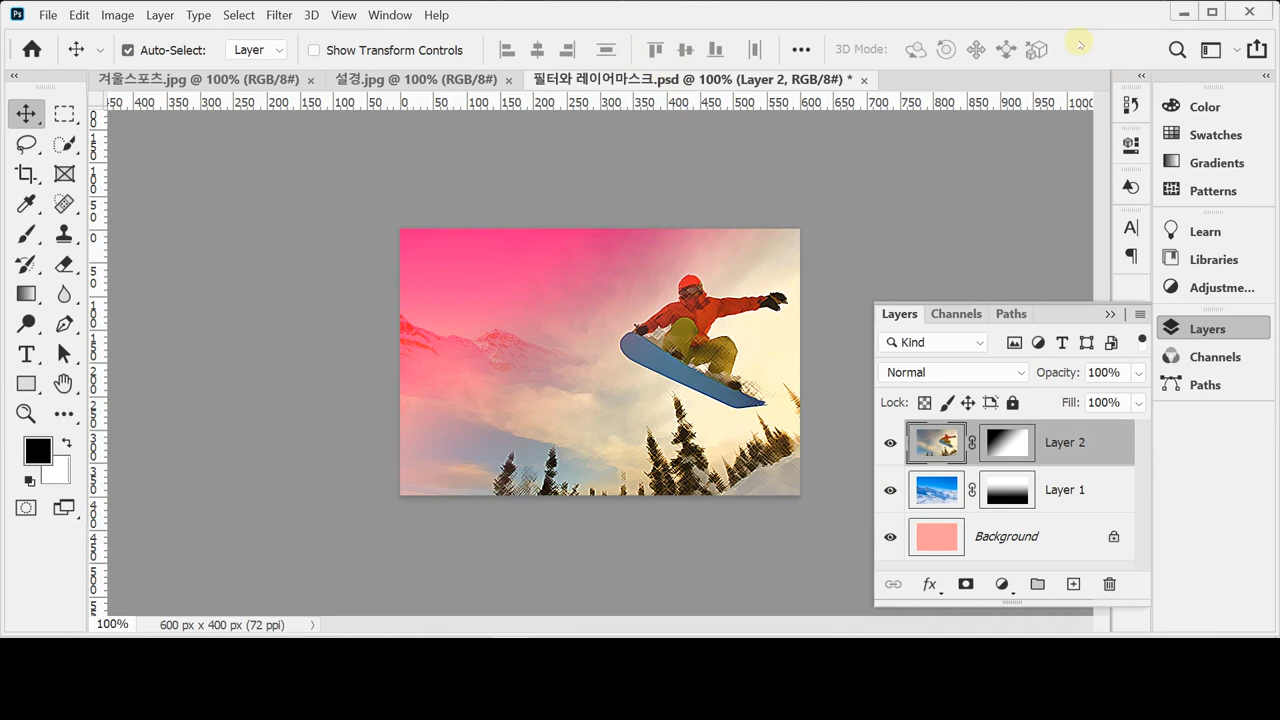 Ps File Edit Image Layer Type Select Filter 3D View Window Help
Auto-Select: Layer Show Transform Controls 3D Mode:
겨울스포츠.jpg @ 100% (RGB/8#) × 설경.jpg @ 100% (RGB/8#) × 필터와 레이어마스크.psd @ 100% (Layer 2, RGB/8#) * ×
450 400 350 300 250 200 150 100 50 0 50 100 150 200 250 300 350 400 450 500 550 600 650 700 750 800 850 900 950 1000
Color
Swatches
Gradients
Patterns
Learn
Libraries
Adjustme...
Layers
Channels
Paths
Layers Channels Paths
Kind
Normal Opacity: 100%
Lock: Fill: 100%
Layer 2
Layer 1
Background
fx
100% 600 px x 400 px (72 ppi)